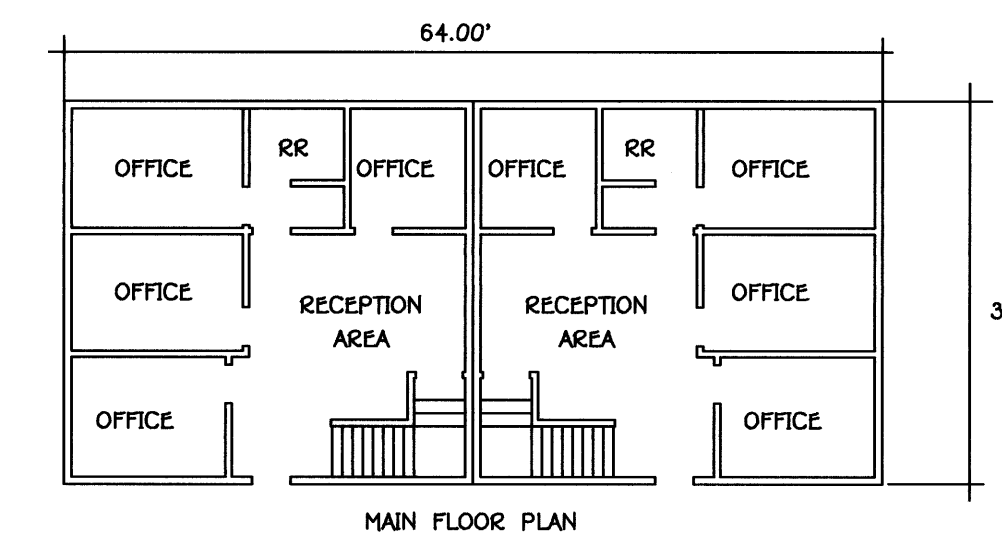 64.00'
RR
RR
OFFICE
OFFICE
OFFICE
OFFICE
OFFICE
OFFICE
RECEPTION
AREA
RECEPTION
AREA
OFFICE
OFFICE
3
MAIN FLOOR PLAN